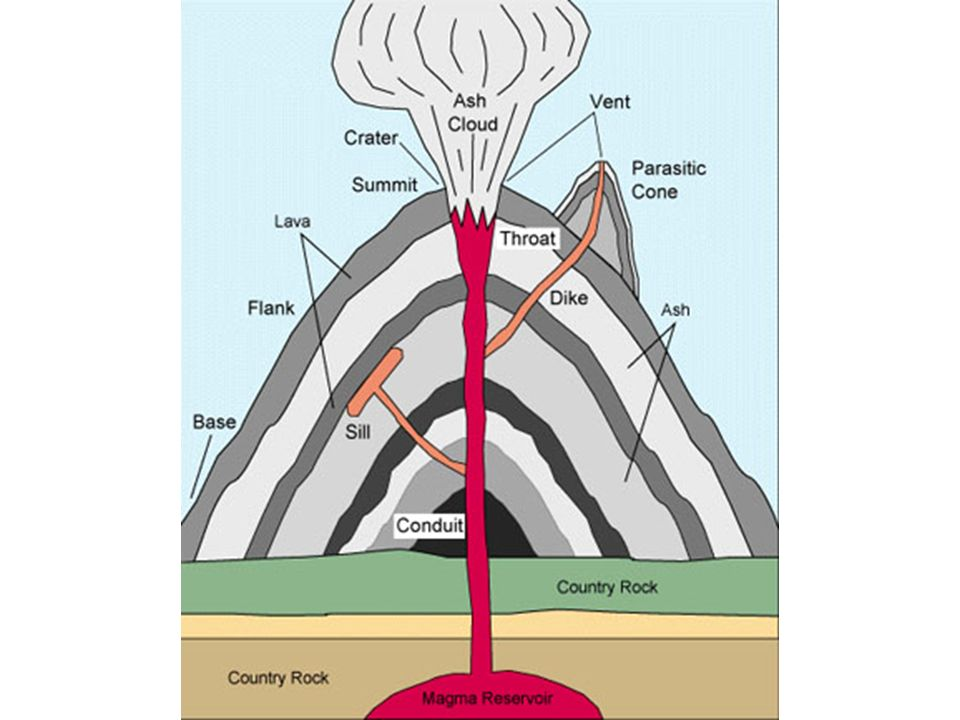 Ash
Cloud
Vent
Crater
Parasitic
Cone
Summit
Lava
Throat
Flank
Dike
Ash
Base
Sill
Conduit
Country Rock
Country Rock
Magma Reservoir